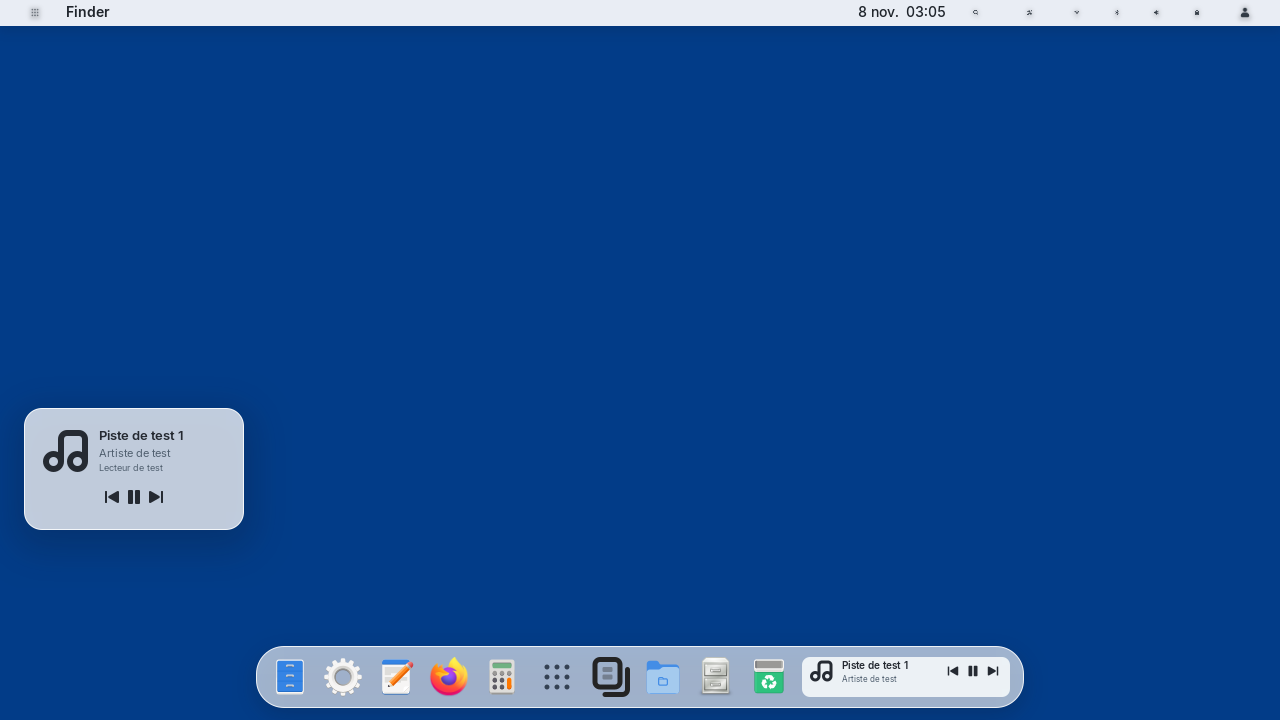 Finder
8 nov.  03:05
Piste de test 1
Artiste de test
Lecteur de test
Piste de test 1
Artiste de test